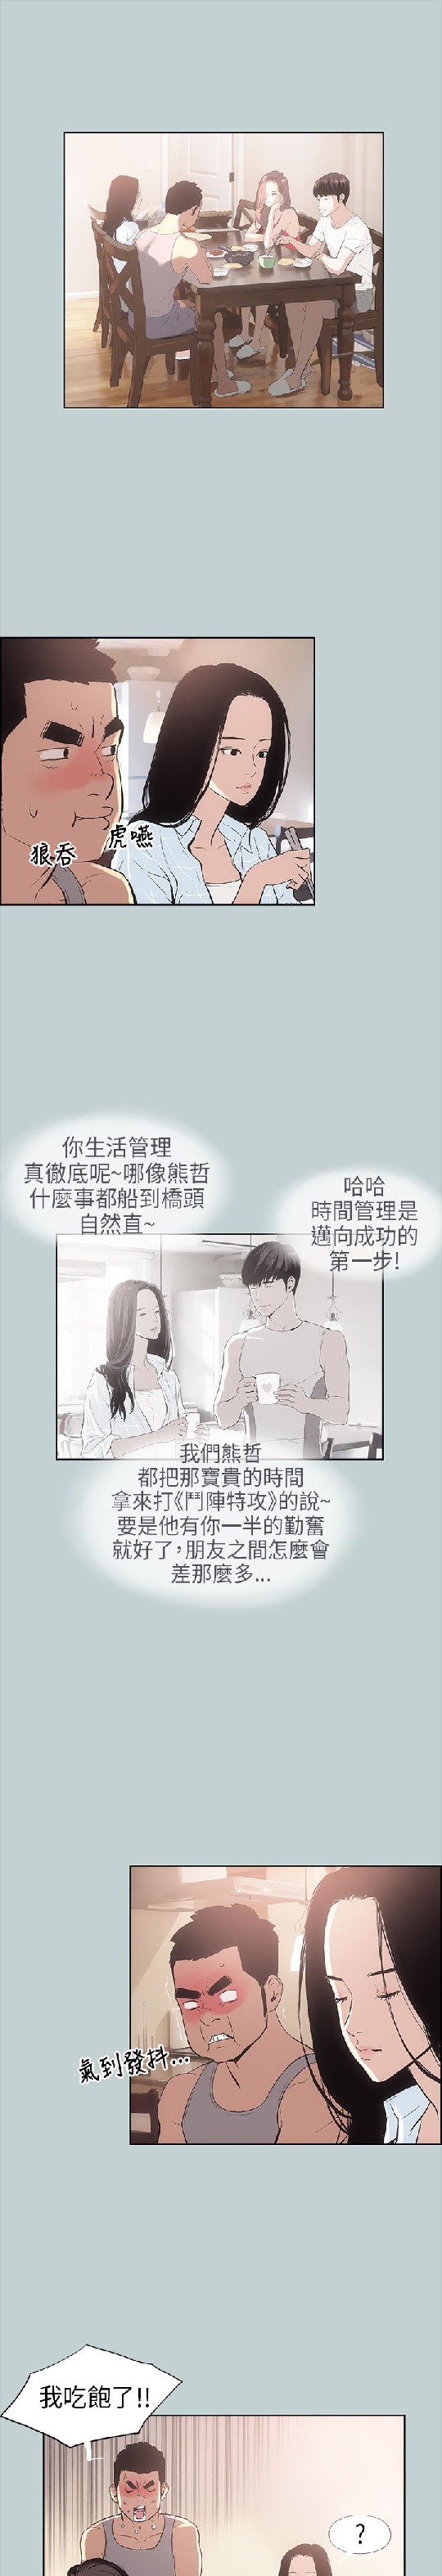 狼吞
虎嚥
你生活管理
真徹底呢~哪像熊哲
什麼事都船到橋頭
自然直~
哈哈
時間管理是
邁向成功的
第一步!
我們熊哲
都把那寶貴的時間
拿來打《鬥陣特攻》的說~
要是他有你一半的勤奮
就好了,朋友之間怎麼會
差那麼多...
氣到發抖...
我吃飽了!!
?